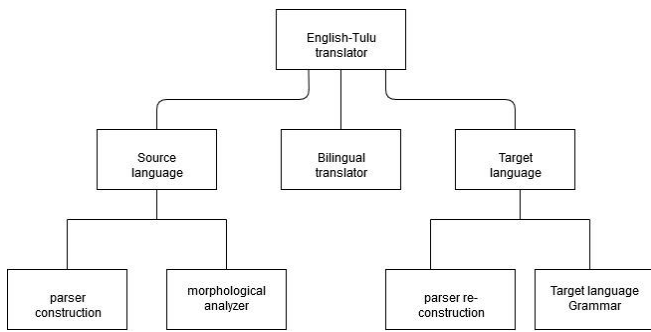 English-Tulu
translator
Source
language
Bilingual
translator
Target
language
parser
construction
morphological
analyzer
parser re-
construction
Target language
Grammar